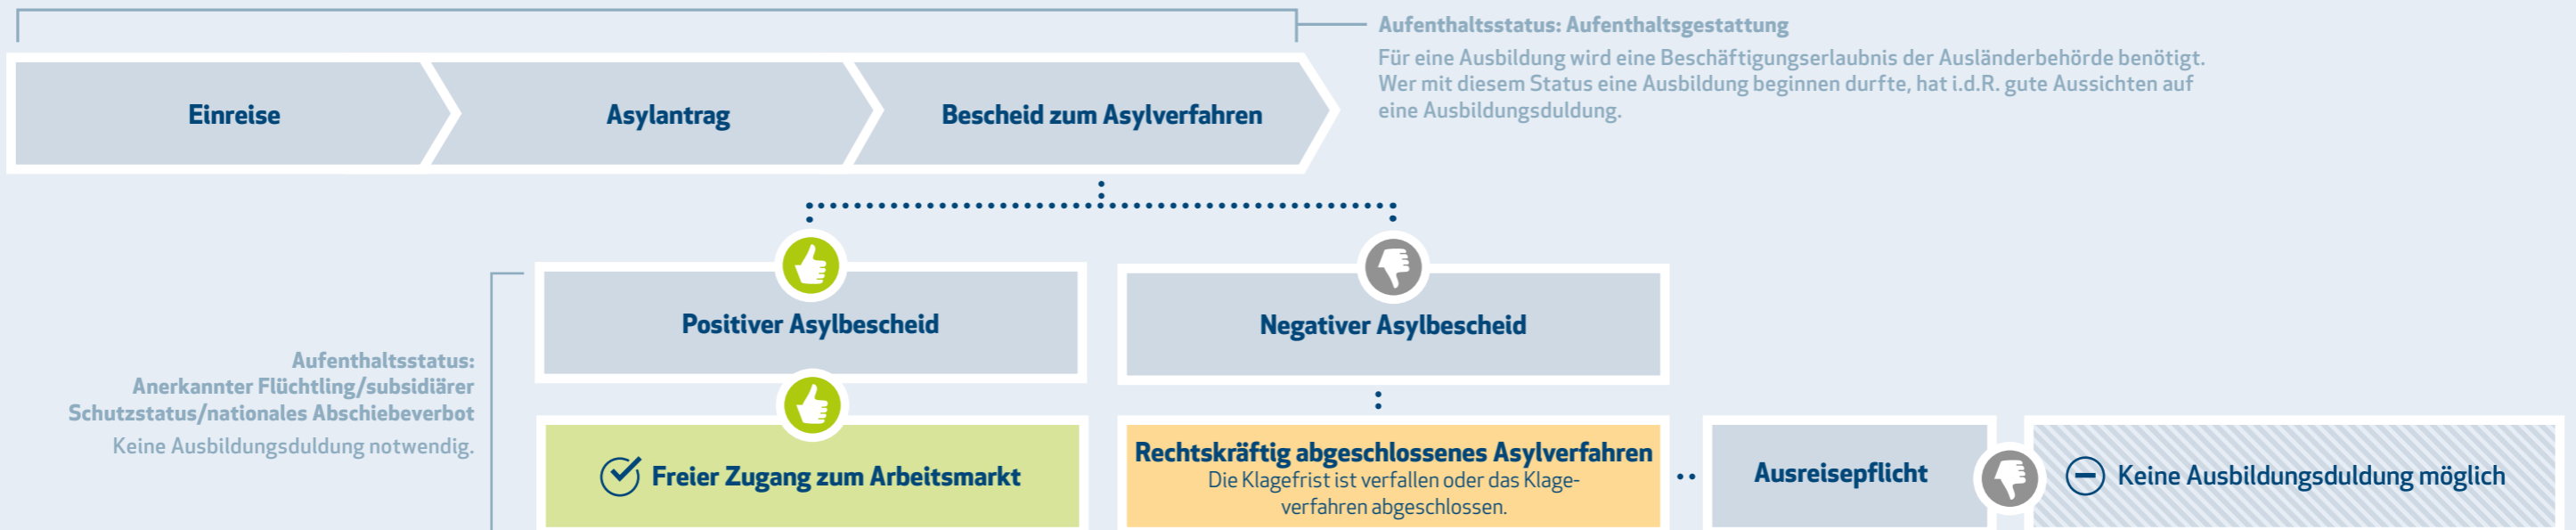 Aufenthaltsstatus: Aufenthaltsgestattung
Für eine Ausbildung wird eine Beschäftigungserlaubnis der Ausländerbehörde benötigt.
Wer mit diesem Status eine Ausbildung beginnen durfte, hat i.d.R. gute Aussichten auf
eine Ausbildungsduldung.
Einreise
Asylantrag
Bescheid zum Asylverfahren
Positiver Asylbescheid
Negativer Asylbescheid
Aufenthaltsstatus:
Anerkannter Flüchtling/subsidiärer
Schutzstatus/nationales Abschiebeverbot
Keine Ausbildungsduldung notwendig.
Freier Zugang zum Arbeitsmarkt
Rechtskräftig abgeschlossenes Asylverfahren
Die Klagefrist ist verfallen oder das Klage-
verfahren abgeschlossen.
Ausreisepflicht
Keine Ausbildungsduldung möglich